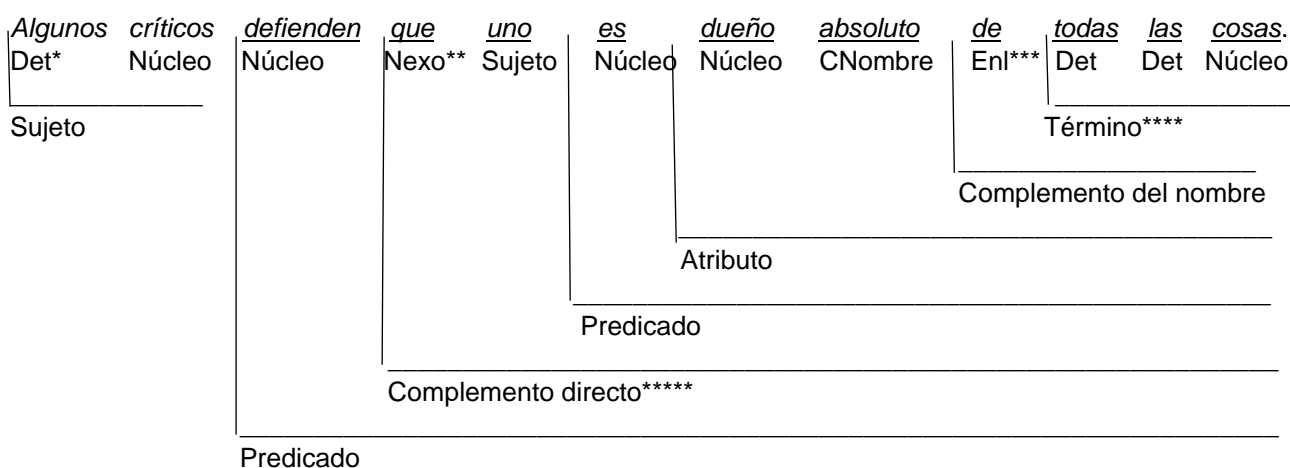 Algunos críticos defienden que uno es dueño absoluto de todas las cosas.
Det* Núcleo Núcleo Nexo** Sujeto Núcleo Núcleo CNombre Enl*** Det Det Núcleo
Sujeto
Término****
Complemento del nombre
Atributo
Predicado
Complemento directo*****
Predicado